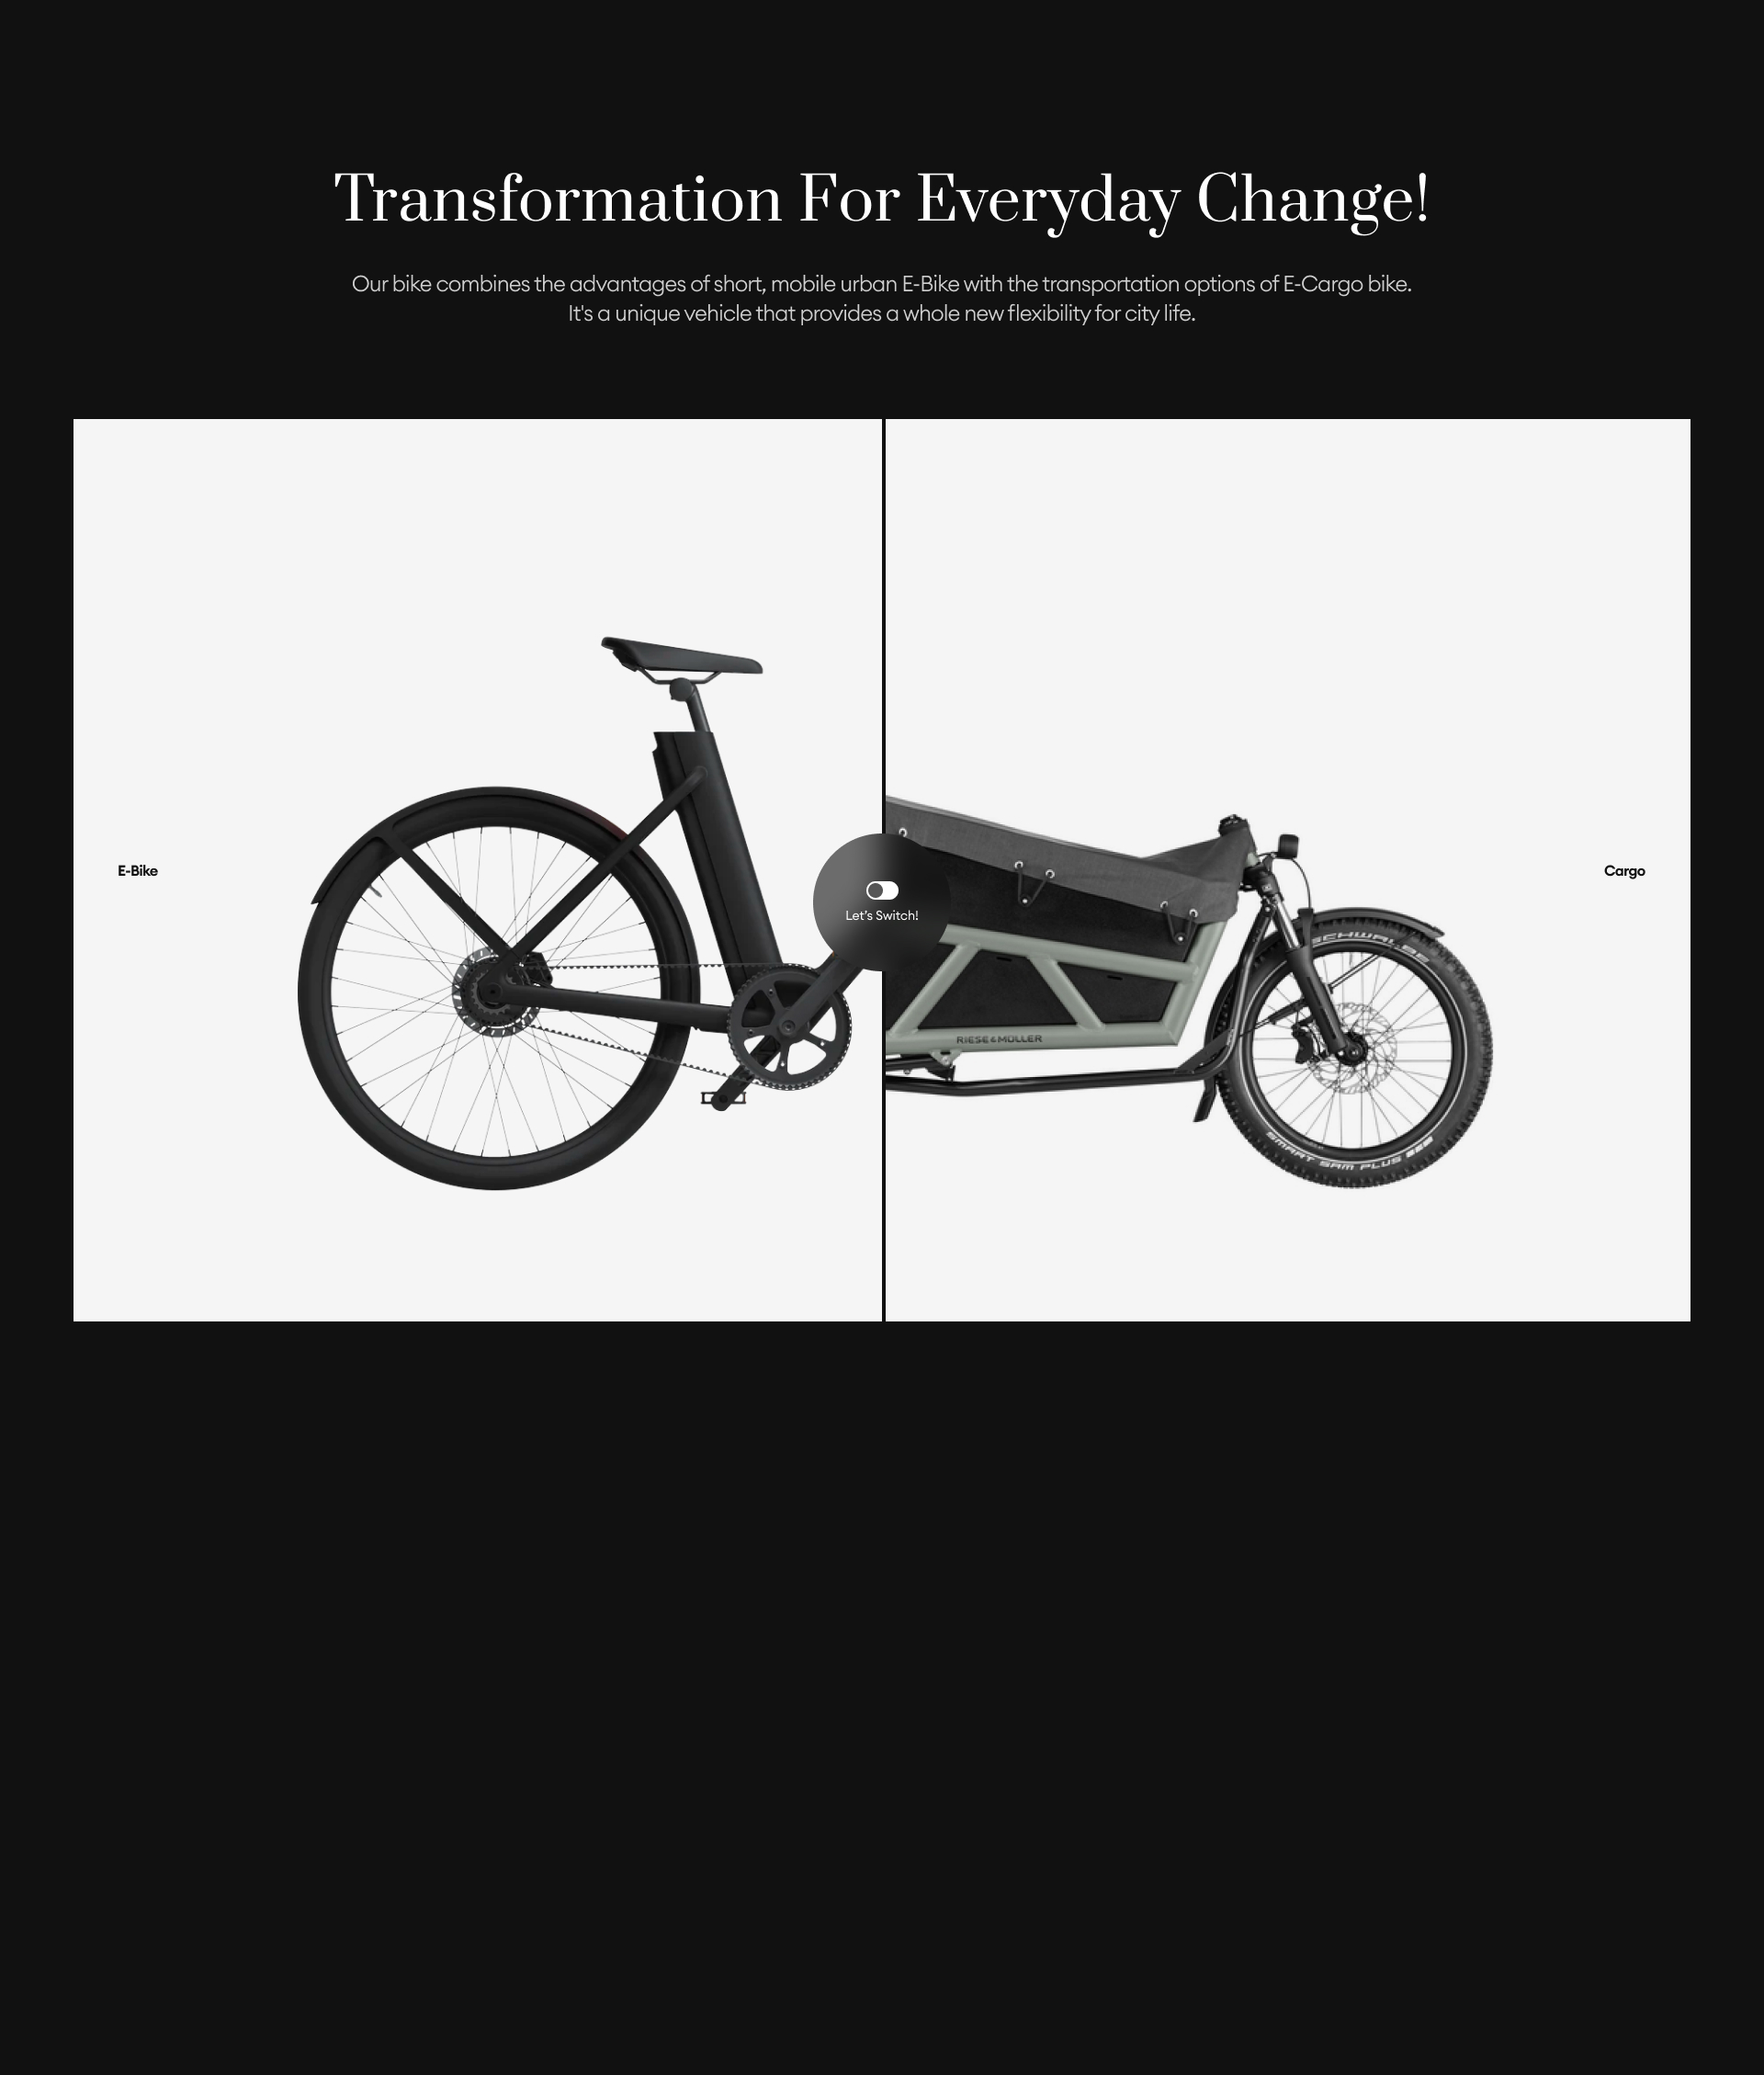 Transformation For Everyday Change!
Our bike combines the advantages of short, mobile urban E-Bike with the transportation options of E-Cargo bike.
It's a unique vehicle that provides a whole new flexibility for city life.
E-Bike
Let's Switch!
Cargo
SCHWALBE
RIESE & MÜLLER
SMART SAM PLUS